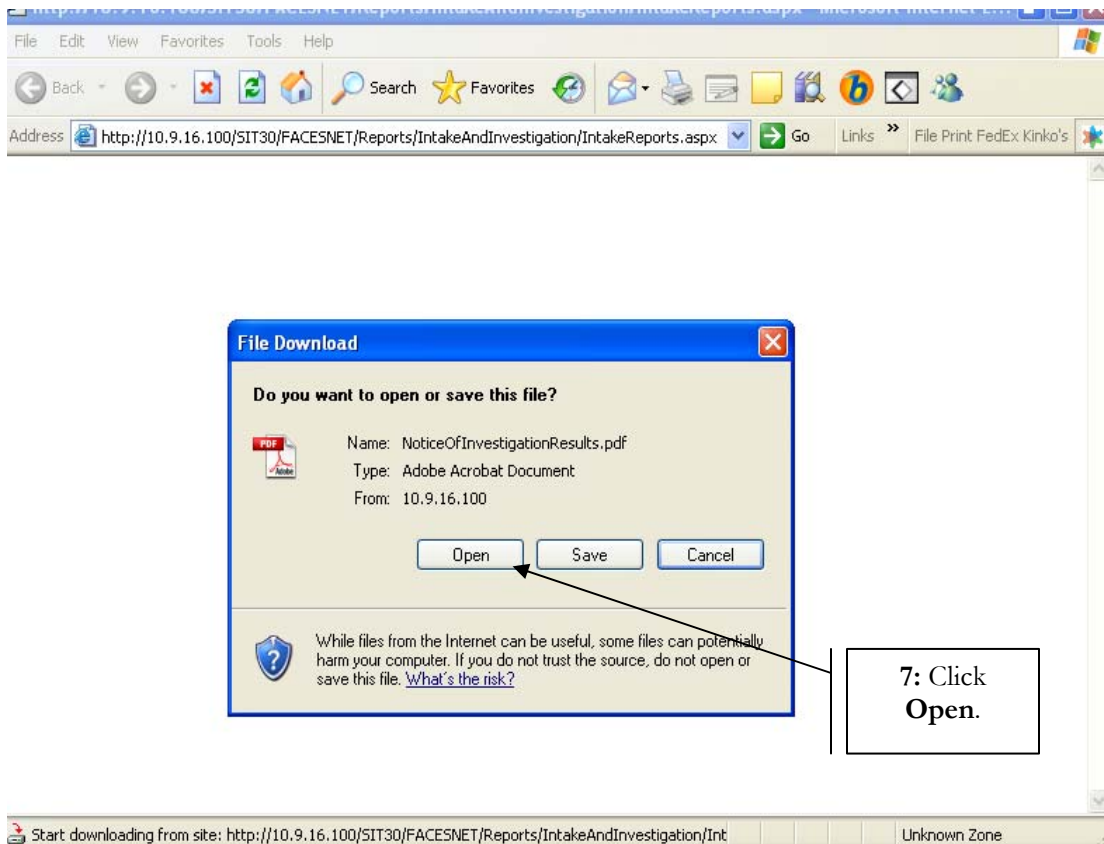 File Edit View Favorites Tools Help
Back Search Favorites
Address http://10.9.16.100/SIT30/FACESNET/Reports/IntakeAndInvestigation/IntakeReports.aspx Go Links » File Print FedEx Kinko's
File Download
Do you want to open or save this file?
PDF
Adobe
Name: NoticeOfInvestigationResults.pdf
Type: Adobe Acrobat Document
From: 10.9.16.100
Open Save Cancel
While files from the Internet can be useful, some files can potentially
harm your computer. If you do not trust the source, do not open or
save this file. What's the risk?
7: Click
Open.
Start downloading from site: http://10.9.16.100/SIT30/FACESNET/Reports/IntakeAndInvestigation/Int Unknown Zone